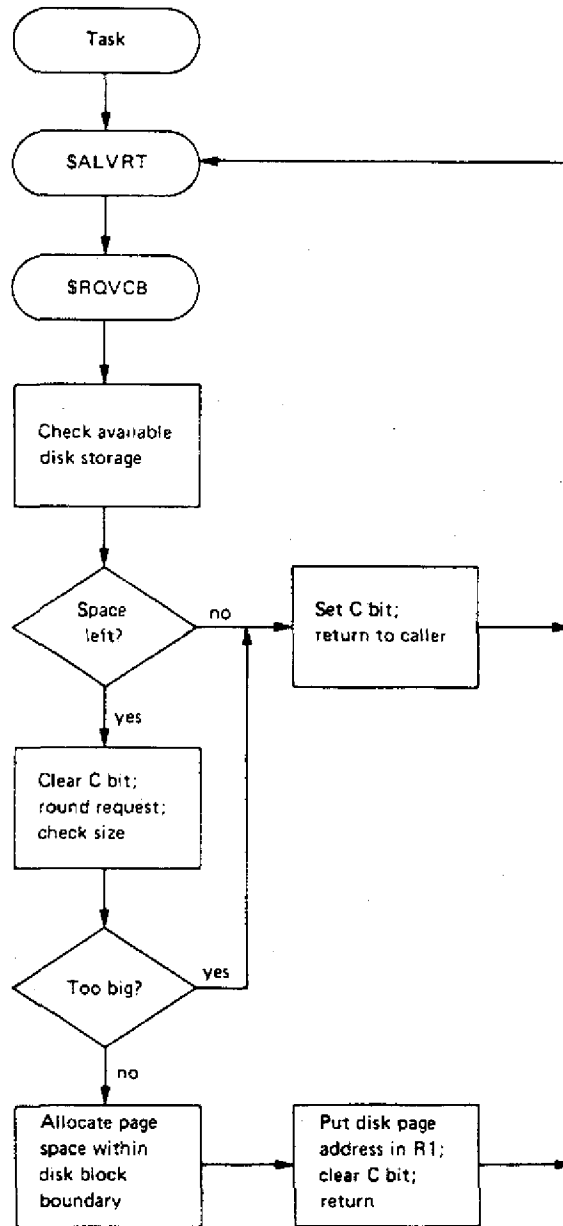 Task
$ALVRT
$RQVCB
Check available
disk storage
Space
left?
no
Set C bit;
return to caller
yes
Clear C bit;
round request;
check size
Too big?
yes
no
Allocate page
space within
disk block
boundary
Put disk page
address in R1;
clear C bit;
return